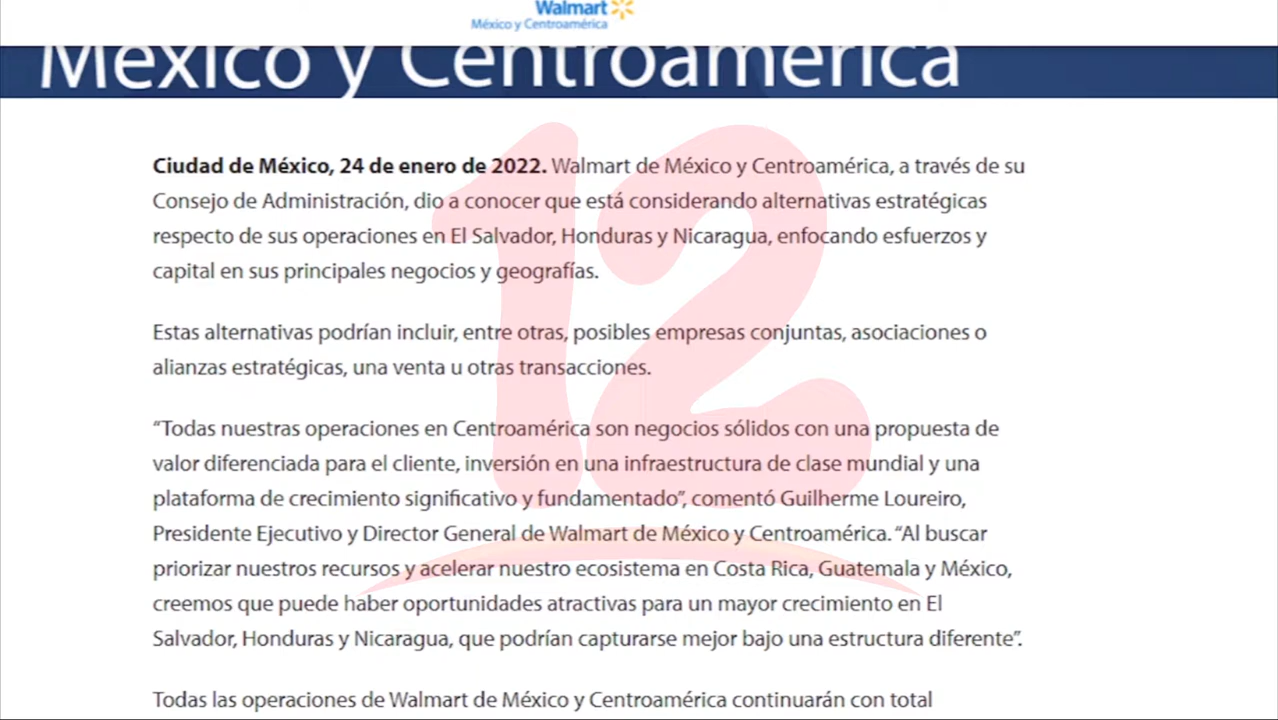 Walmart
México y Centroamérica
México y Centroamérica
12
Ciudad de México, 24 de enero de 2022. Walmart de México y Centroamérica, a través de su
Consejo de Administración, dio a conocer que está considerando alternativas estratégicas
respecto de sus operaciones en El Salvador, Honduras y Nicaragua, enfocando esfuerzos y
capital en sus principales negocios y geografías.
Estas alternativas podrían incluir, entre otras, posibles empresas conjuntas, asociaciones o
alianzas estratégicas, una venta u otras transacciones.
“Todas nuestras operaciones en Centroamérica son negocios sólidos con una propuesta de
valor diferenciada para el cliente, inversión en una infraestructura de clase mundial y una
plataforma de crecimiento significativo y fundamentado”, comentó Guilherme Loureiro,
Presidente Ejecutivo y Director General de Walmart de México y Centroamérica. “Al buscar
priorizar nuestros recursos y acelerar nuestro ecosistema en Costa Rica, Guatemala y México,
creemos que puede haber oportunidades atractivas para un mayor crecimiento en El
Salvador, Honduras y Nicaragua, que podrían capturarse mejor bajo una estructura diferente”.
Todas las operaciones de Walmart de México y Centroamérica continuarán con total